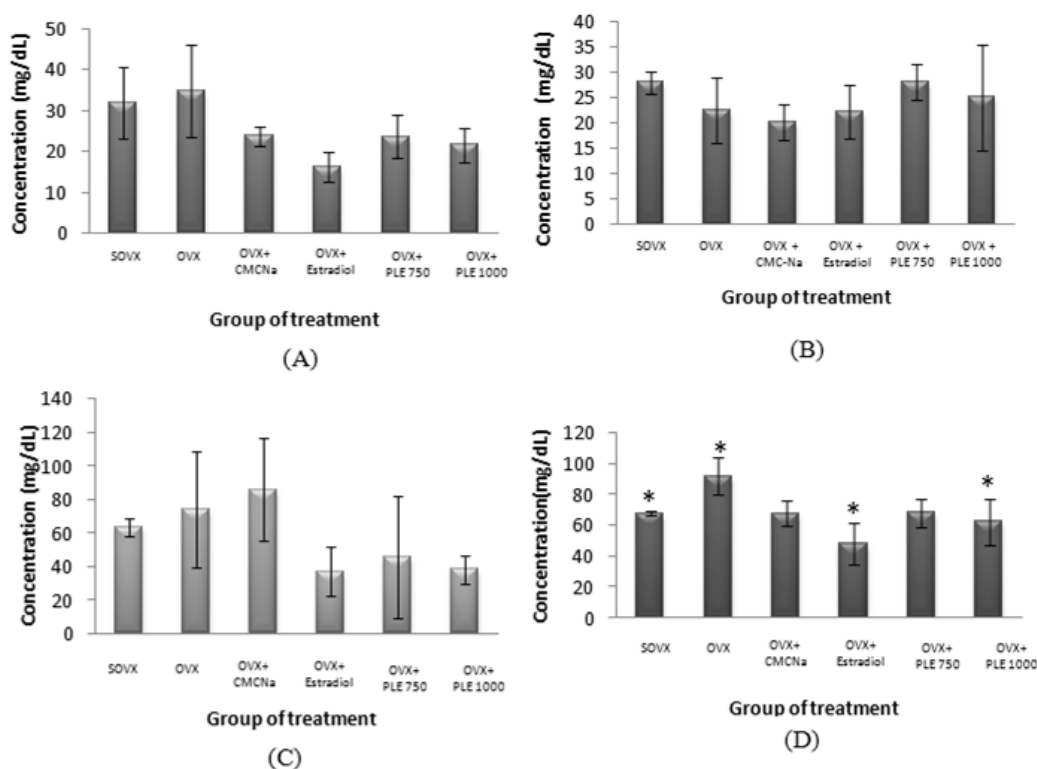 Concentration (mg/dL)
50
40
30
20
10
0
SOVX
OVX
OVX+
CMCNa
OVX+
Estradiol
OVX+
PLE 750
OVX+
PLE 1000
Group of treatment
(A)
Concentration (mg/dL)
40
35
30
25
20
15
10
5
0
SOVX
OVX
OVX +
CMC-Na
OVX +
Estradiol
OVX +
PLE 750
OVX +
PLE 1000
Group of treatment
(B)
Concentration (mg/dL)
140
120
100
80
60
40
20
0
SOVX
OVX
OVX+
CMCNa
OVX+
Estradiol
OVX+
PLE 750
OVX+
PLE 1000
Group of treatment
(C)
Concentration(mg/dL)
120
100
80
60
40
20
0
*
*
*
*
SOVX
OVX
OVX+
CMCNa
OVX+
Estradiol
OVX+
PLE 750
OVX+
PLE 1000
Group of treatment
(D)